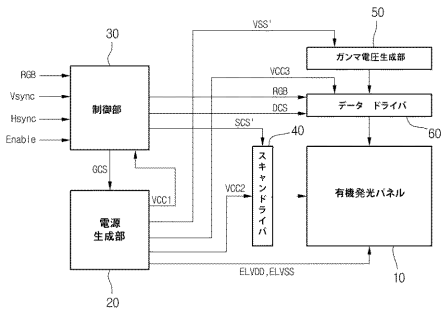 VSS'
50
30
ガンマ電圧生成部
VCC3
RGB
RGB
Vsync
制御部
データ ドライバ
DCS
Hsync
SCS'
40
60
Enable
GCS
VCC1
VCC2
スキャンドライバ
有機発光パネル
電源
生成部
ELVDD,ELVSS
20
10